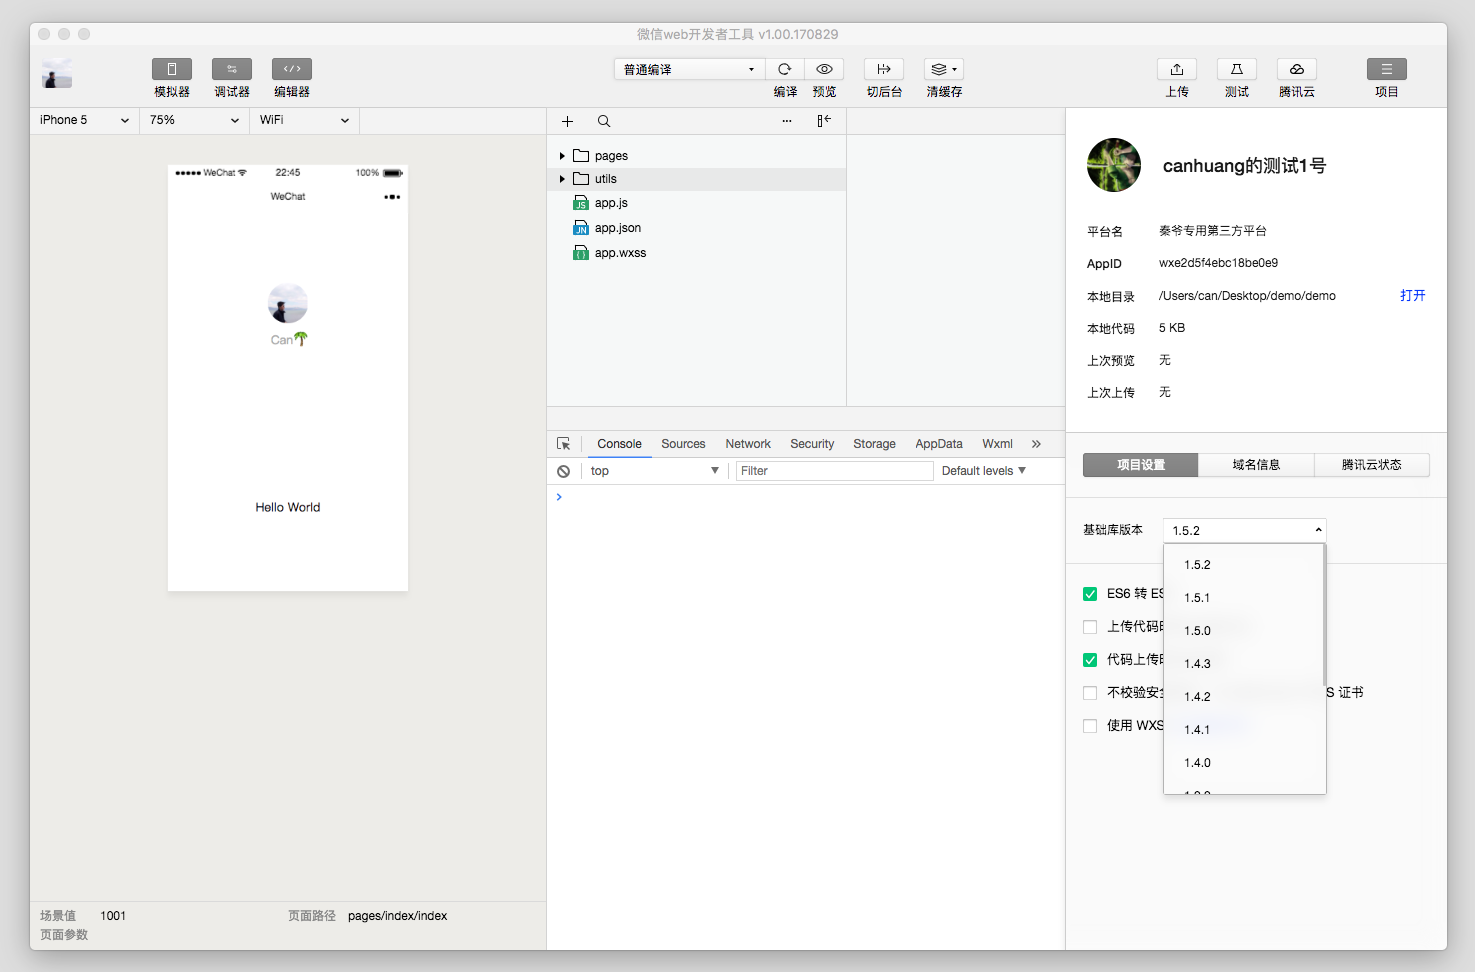 微信web开发者工具 v1.00.170829
模拟器 调试器 编辑器
普通编译
编译 预览 切后台 清缓存
上传 测试 腾讯云 项目
iPhone 5 75% WiFi
WeChat 22:45 100%
WeChat
Can
Hello World
场景值 1001 页面路径 pages/index/index
页面参数
pages
utils
app.js
app.json
app.wxss
Console Sources Network Security Storage AppData Wxml
top Filter Default levels
canhuang的测试1号
平台名 秦爷专用第三方平台
AppID wxe2d5f4ebc18be0e9
本地目录 /Users/can/Desktop/demo/demo 打开
本地代码 5 KB
上次预览 无
上次上传 无
项目设置 域名信息 腾讯云状态
基础库版本 1.5.2
1.5.2
1.5.1
1.5.0
1.4.3
1.4.2
1.4.1
1.4.0
ES6 转 ES
上传代码
代码上传
不校验安 S 证书
使用 WXS